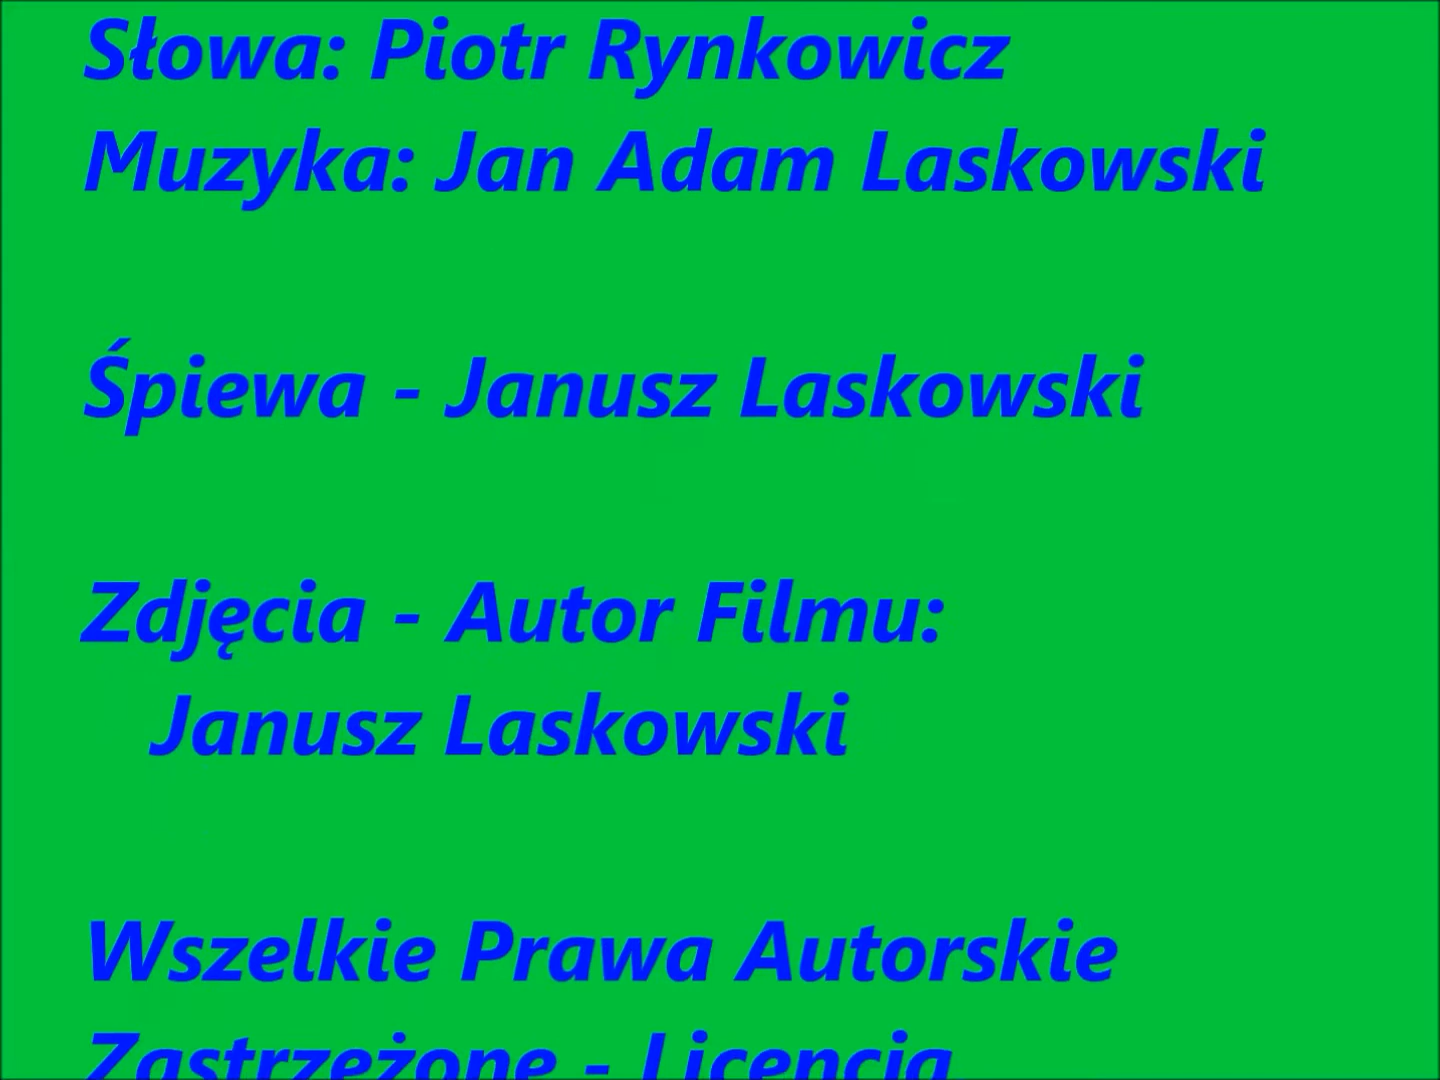 Słowa: Piotr Rynkowicz
Muzyka: Jan Adam Laskowski
Śpiewa - Janusz Laskowski
Zdjęcia - Autor Filmu:
Janusz Laskowski
Wszelkie Prawa Autorskie
Zastrzeżone - Licencja